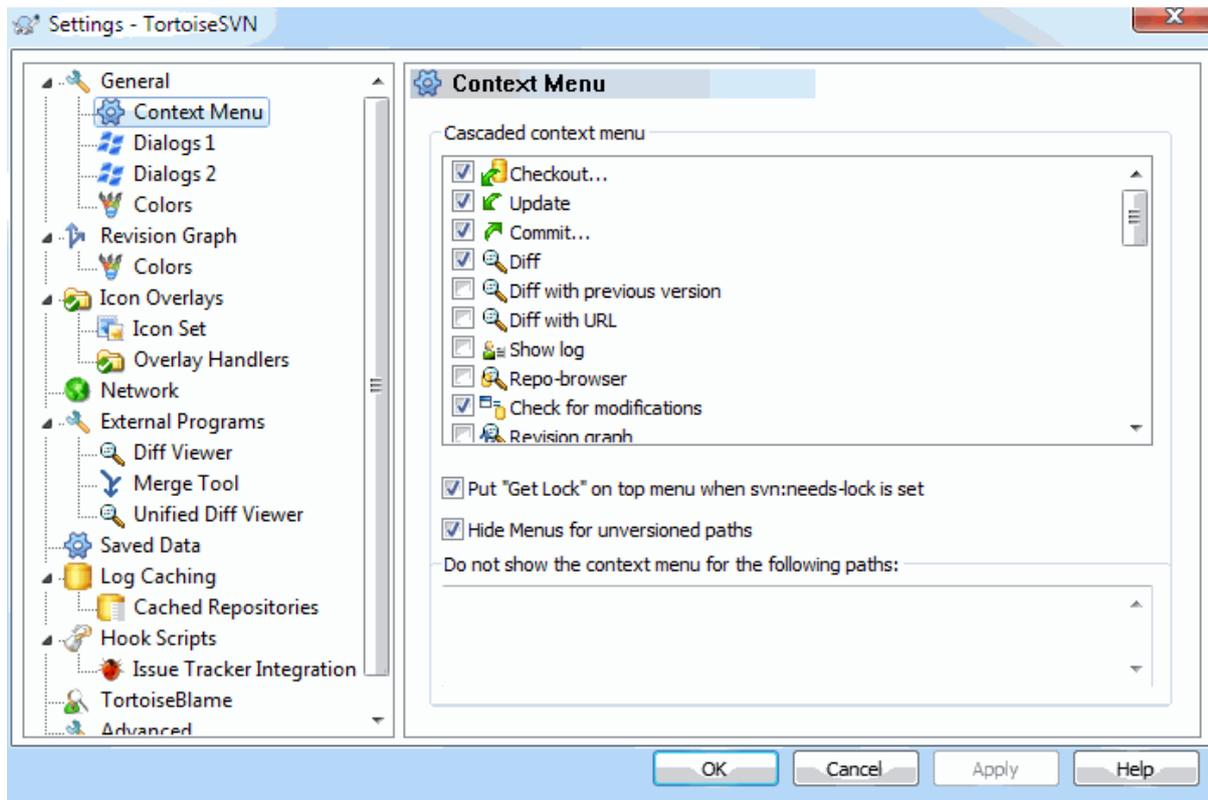 Settings - TortoiseSVN
General
Context Menu
Dialogs 1
Dialogs 2
Colors
Revision Graph
Colors
Icon Overlays
Icon Set
Overlay Handlers
Network
External Programs
Diff Viewer
Merge Tool
Unified Diff Viewer
Saved Data
Log Caching
Cached Repositories
Hook Scripts
Issue Tracker Integration
TortoiseBlame
Advanced
Context Menu
Cascaded context menu
Checkout...
Update
Commit...
Diff
Diff with previous version
Diff with URL
Show log
Repo-browser
Check for modifications
Revision graph
Put "Get Lock" on top menu when svn:needs-lock is set
Hide Menus for unversioned paths
Do not show the context menu for the following paths:
OK
Cancel
Apply
Help